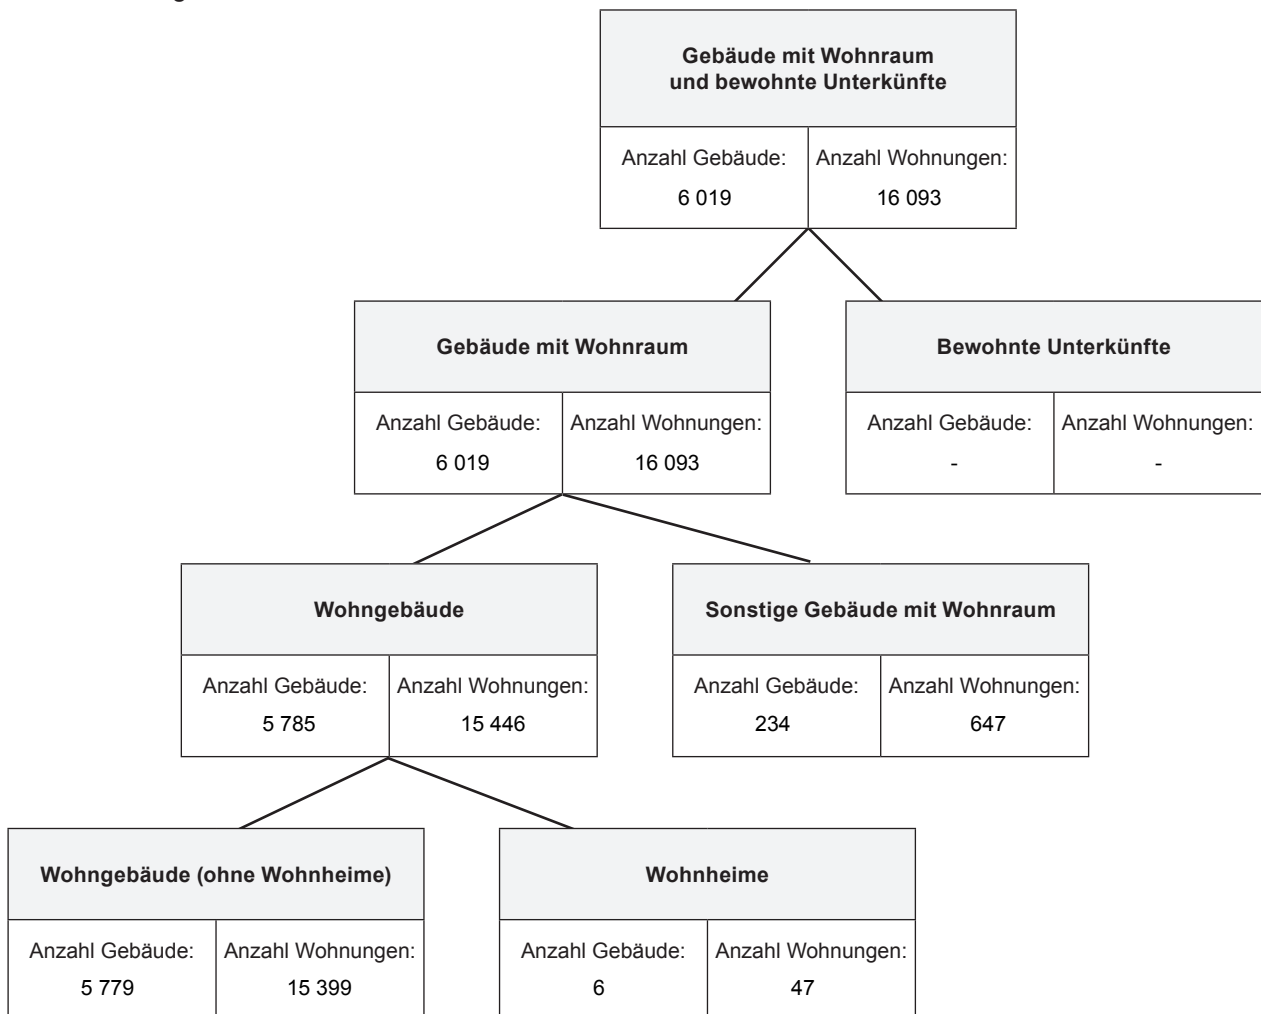 Gebäude mit Wohnraum
und bewohnte Unterkünfte
Anzahl Gebäude: Anzahl Wohnungen:
6 019 16 093
Gebäude mit Wohnraum Bewohnte Unterkünfte
Anzahl Gebäude: Anzahl Wohnungen: Anzahl Gebäude: Anzahl Wohnungen:
6 019 16 093 - -
Wohngebäude Sonstige Gebäude mit Wohnraum
Anzahl Gebäude: Anzahl Wohnungen: Anzahl Gebäude: Anzahl Wohnungen:
5 785 15 446 234 647
Wohngebäude (ohne Wohnheime) Wohnheime
Anzahl Gebäude: Anzahl Wohnungen: Anzahl Gebäude: Anzahl Wohnungen:
5 779 15 399 6 47